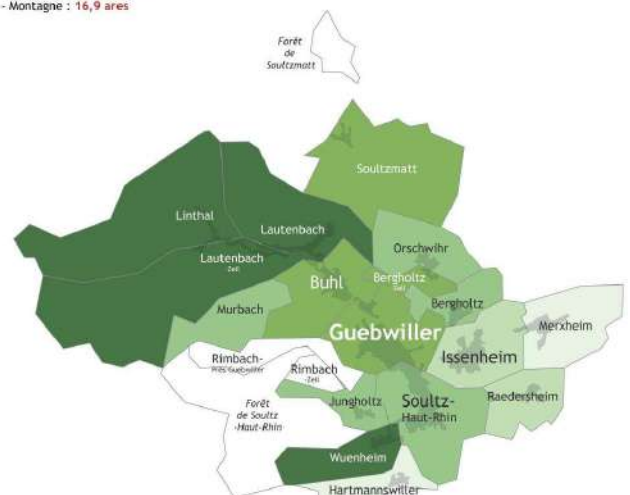 - Montagne : 16,9 ares
Forêt
de
Soultzmatt
Soultzmatt
Linthal
Lautenbach
Lautenbach
Zell
Orschwihr
Buhl
Bergholtz
Zell
Bergholtz
Murbach
Guebwiller
Merxheim
Issenheim
Rimbach-
Près Guebwiller
Rimbach
-Zell
Forêt
de Soultz
-Haut-Rhin
Jungholtz
Soultz-
Haut-Rhin
Raedersheim
Wuenheim
Hartmannswiller